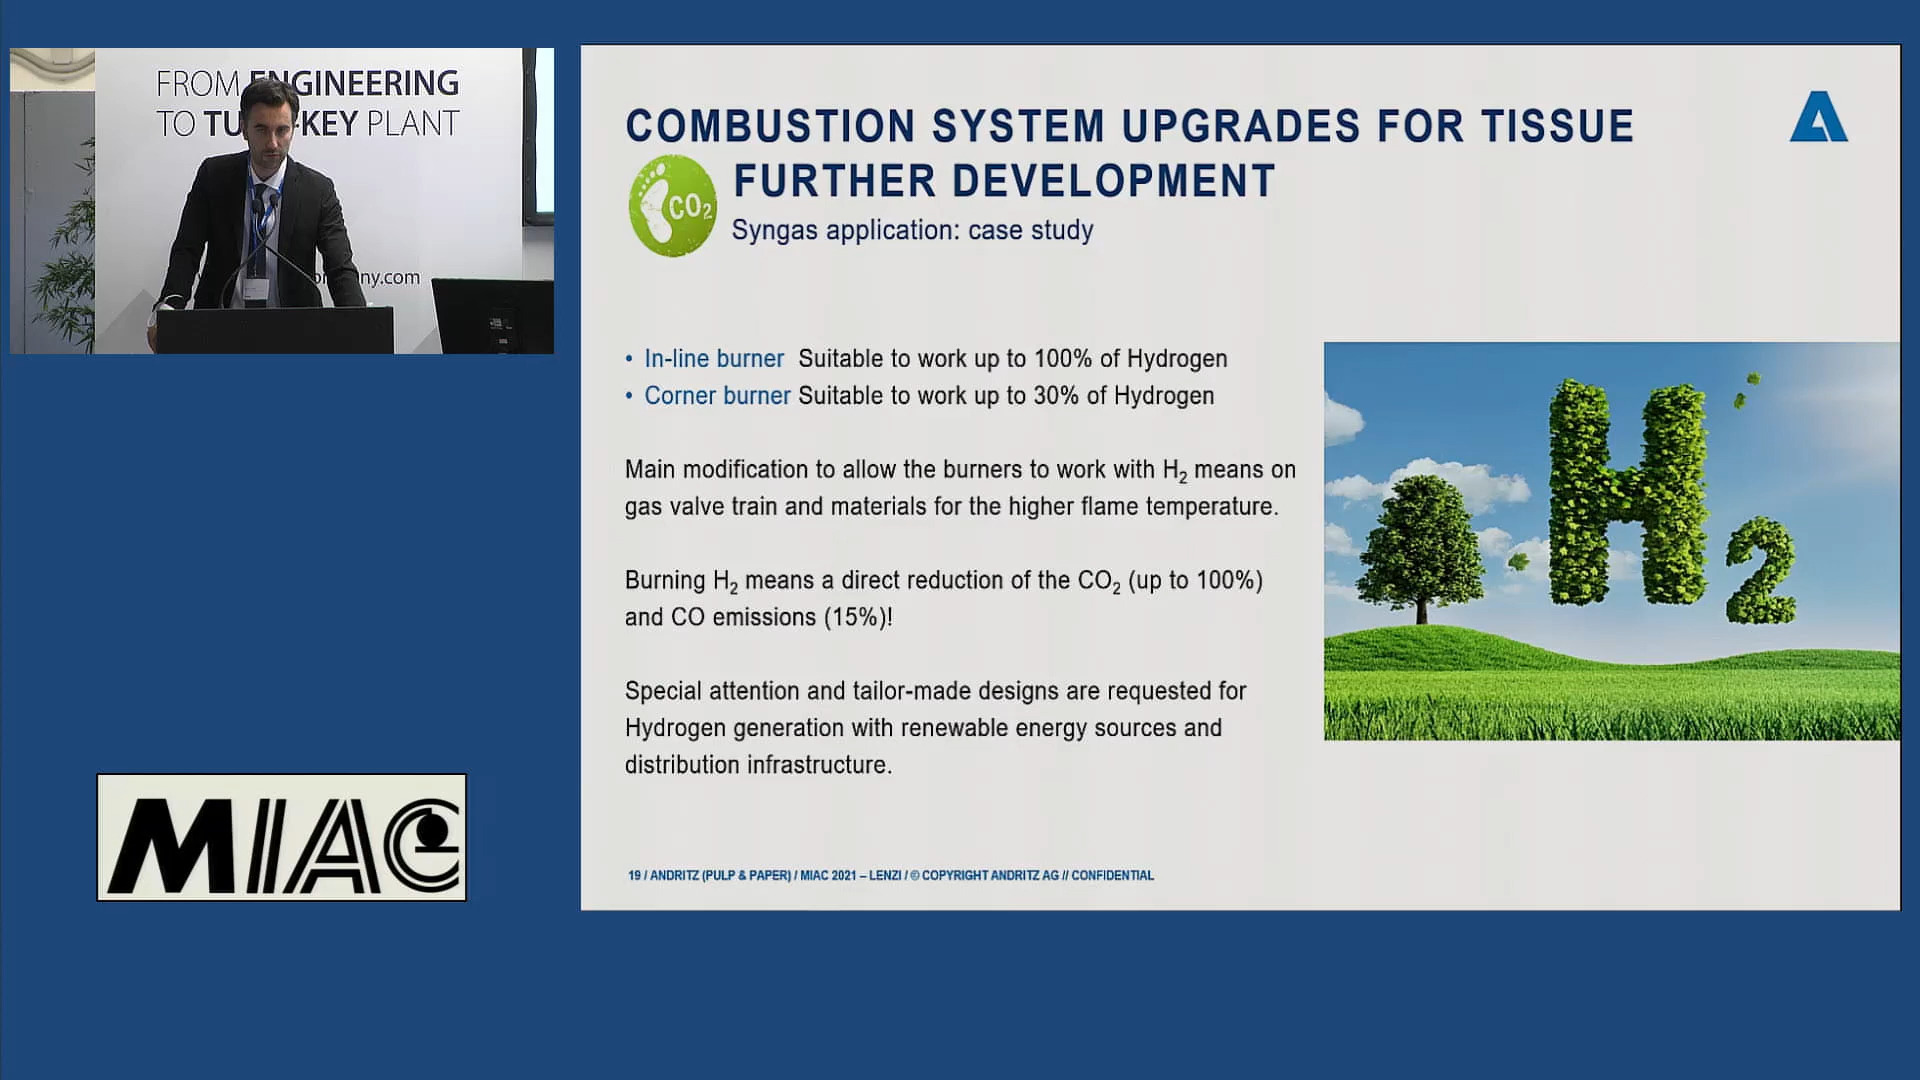 FROM ENGINEERING
TO TU -KEY PLANT
ny.com
MIAC
COMBUSTION SYSTEM UPGRADES FOR TISSUE
FURTHER DEVELOPMENT
CO₂
Syngas application: case study
• In-line burner Suitable to work up to 100% of Hydrogen
• Corner burner Suitable to work up to 30% of Hydrogen
Main modification to allow the burners to work with H₂ means on
gas valve train and materials for the higher flame temperature.
Burning H₂ means a direct reduction of the CO₂ (up to 100%)
and CO emissions (15%)!
Special attention and tailor-made designs are requested for
Hydrogen generation with renewable energy sources and
distribution infrastructure.
H₂
19 / ANDRITZ (PULP & PAPER) / MIAC 2021 – LENZI / © COPYRIGHT ANDRITZ AG // CONFIDENTIAL